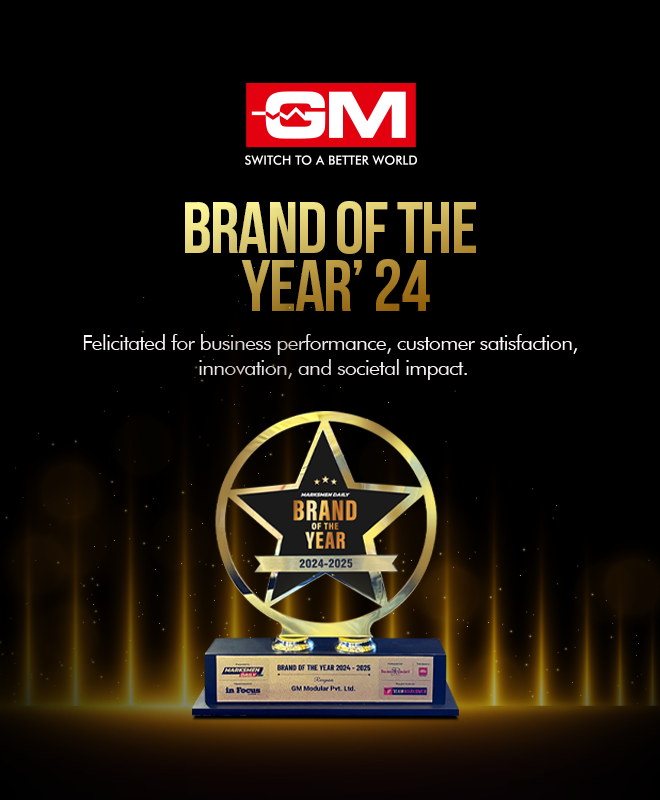 GM
SWITCH TO A BETTER WORLD
BRAND OF THE
YEAR' 24
Felicitated for business performance, customer satisfaction,
innovation, and societal impact.
MARKSMEN DAILY
BRAND
OF THE
YEAR
2024-2025
MARKSMEN
DAILY
in Focus
BRAND OF THE YEAR 2024 - 2025
GM Modular Pvt. Ltd.
TEAM MARKSMEN